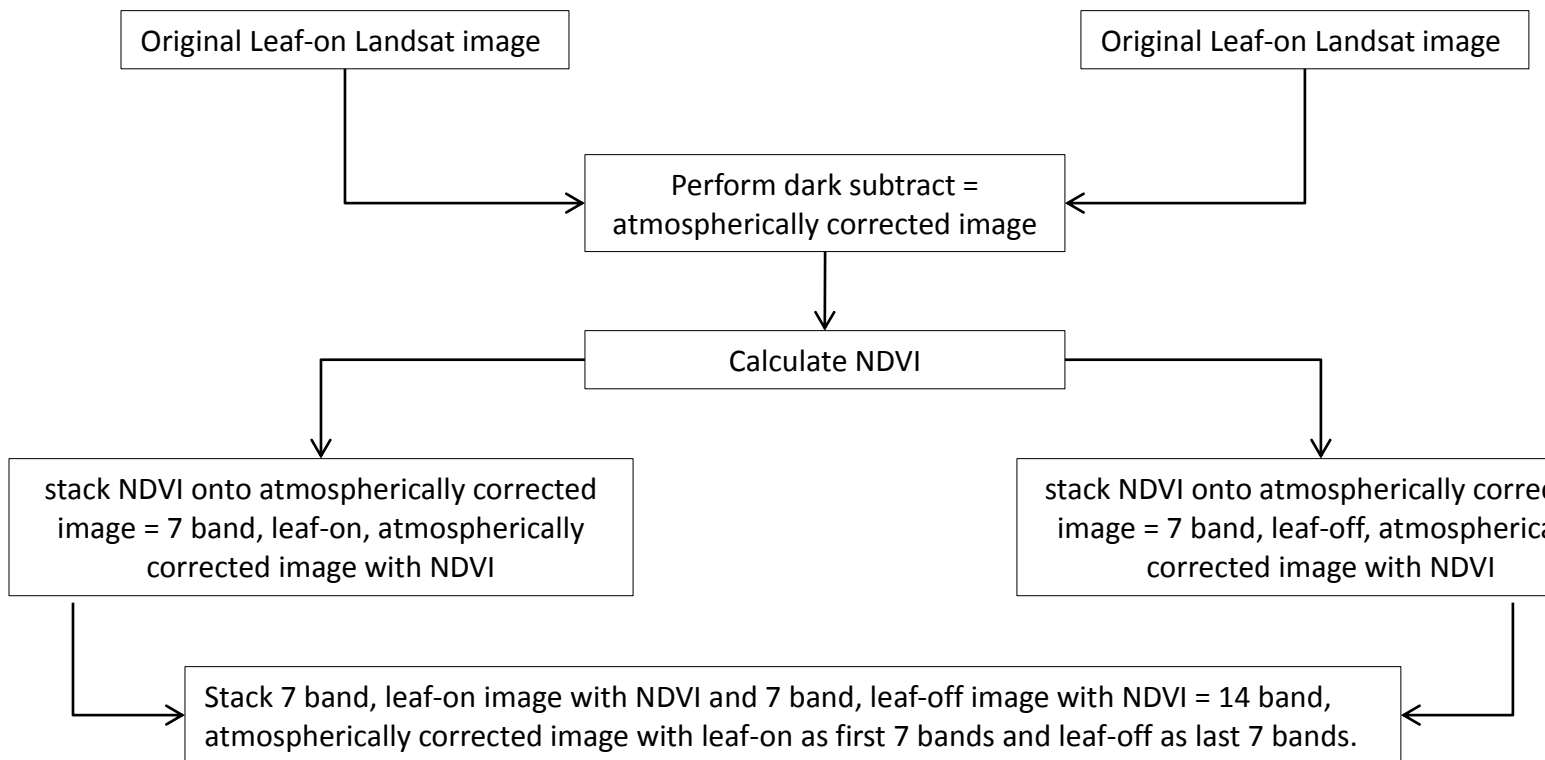 Original Leaf-on Landsat image
Original Leaf-on Landsat image
Perform dark subtract =
atmospherically corrected image
Calculate NDVI
stack NDVI onto atmospherically corrected
image = 7 band, leaf-on, atmospherically
corrected image with NDVI
stack NDVI onto atmospherically
image = 7 band, leaf-off,
corrected image with NDVI
Stack 7 band, leaf-on image with NDVI and 7 band, leaf-off image with NDVI = 14 band,
atmospherically corrected image with leaf-on as first 7 bands and leaf-off as last 7 bands.